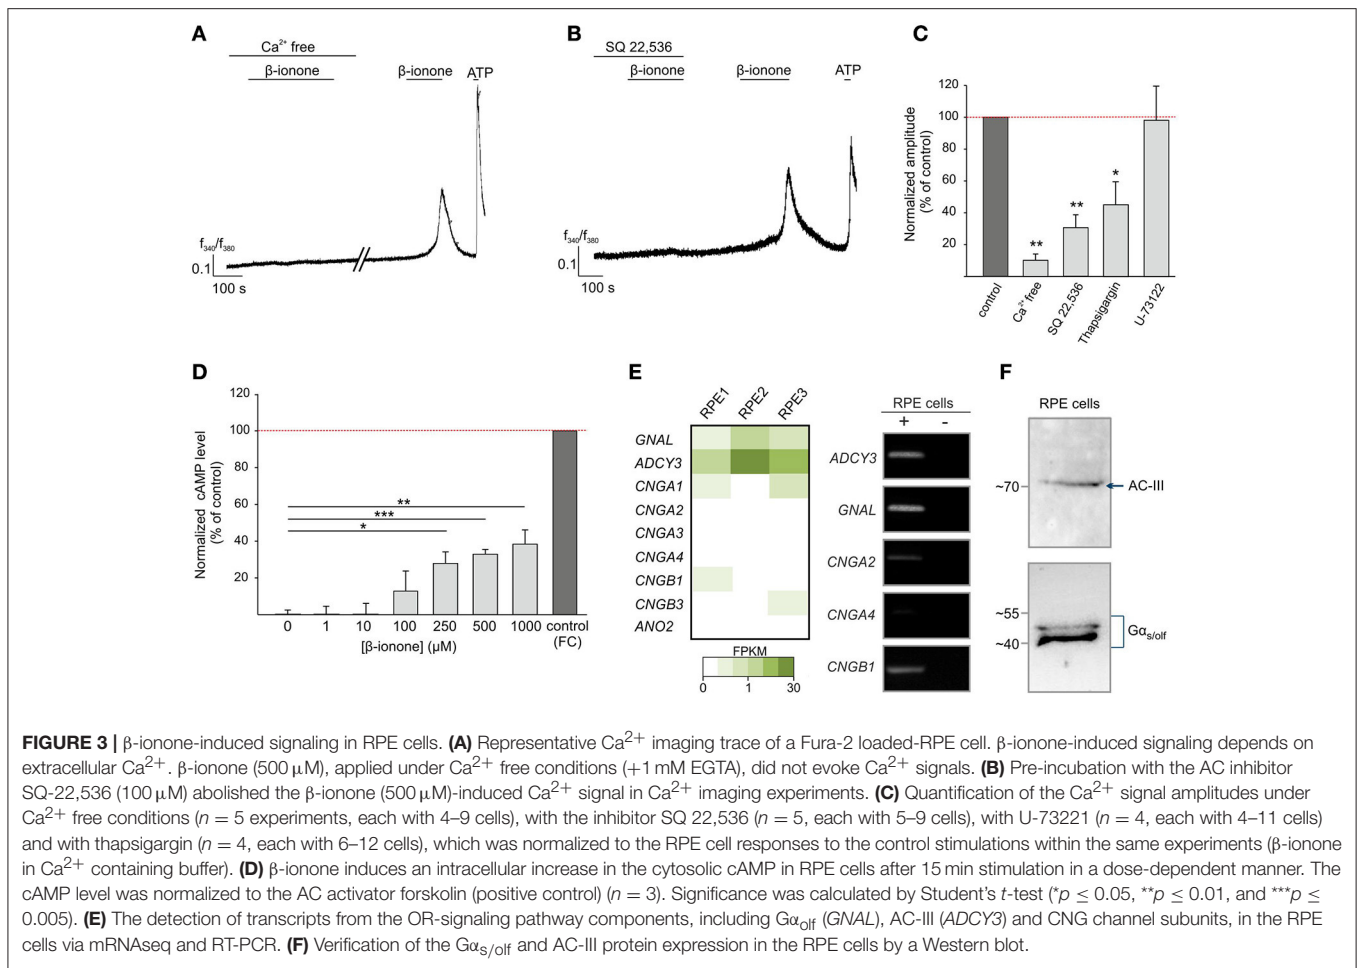 A
Ca²⁺ free
β-ionone
β-ionone
ATP
f₃₄₀/f₃₈₀
0.1
100 s
B
SQ 22,536
β-ionone
β-ionone
ATP
f₃₄₀/f₃₈₀
0.1
100 s
C
Normalized amplitude
(% of control)
120
100
80
60
40
20
**
**
*
control
Ca²⁺ free
SQ 22,536
Thapsigargin
U-73122
D
Normalized cAMP level
(% of control)
120
100
80
60
40
20
**
***
*
0 1 10 100 250 500 1000 control
(FC)
[β-ionone] (µM)
E
RPE1 RPE2 RPE3
GNAL
ADCY3
CNGA1
CNGA2
CNGA3
CNGA4
CNGB1
CNGB3
ANO2
FPKM
0 1 30
RPE cells
+ -
ADCY3
GNAL
CNGA2
CNGA4
CNGB1
F
RPE cells
~70
AC-III
~55
~40
Gα s/olf
FIGURE 3 | β-ionone-induced signaling in RPE cells. (A) Representative Ca2+ imaging trace of a Fura-2 loaded-RPE cell. β-ionone-induced signaling depends on
extracellular Ca2+. β-ionone (500 µM), applied under Ca2+ free conditions (+1 mM EGTA), did not evoke Ca2+ signals. (B) Pre-incubation with the AC inhibitor
SQ-22,536 (100 µM) abolished the β-ionone (500 µM)-induced Ca2+ signal in Ca2+ imaging experiments. (C) Quantification of the Ca2+ signal amplitudes under
Ca2+ free conditions (n = 5 experiments, each with 4–9 cells), with the inhibitor SQ 22,536 (n = 5, each with 5–9 cells), with U-73221 (n = 4, each with 4–11 cells)
and with thapsigargin (n = 4, each with 6–12 cells), which was normalized to the RPE cell responses to the control stimulations within the same experiments (β-ionone
in Ca2+ containing buffer). (D) β-ionone induces an intracellular increase in the cytosolic cAMP in RPE cells after 15 min stimulation in a dose-dependent manner. The
cAMP level was normalized to the AC activator forskolin (positive control) (n = 3). Significance was calculated by Student's t-test (*p ≤ 0.05, **p ≤ 0.01, and ***p ≤
0.005). (E) The detection of transcripts from the OR-signaling pathway components, including Gαolf (GNAL), AC-III (ADCY3) and CNG channel subunits, in the RPE
cells via mRNAseq and RT-PCR. (F) Verification of the Gαs/olf and AC-III protein expression in the RPE cells by a Western blot.